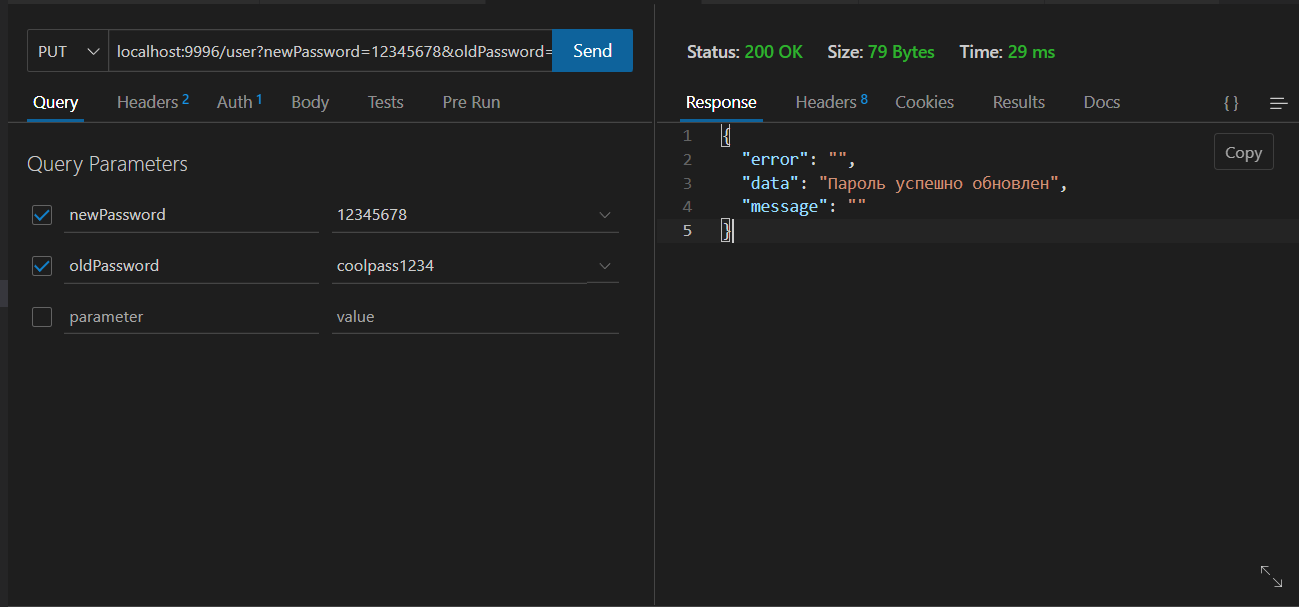 PUT
localhost:9996/user?newPassword=12345678&oldPassword=
Send
Query
Headers 2
Auth 1
Body
Tests
Pre Run
Query Parameters
newPassword
12345678
oldPassword
coolpass1234
parameter
value
Status: 200 OK
Size: 79 Bytes
Time: 29 ms
Response
Headers 8
Cookies
Results
Docs
{ }
Copy
1 {
2 "error": "",
3 "data": "Пароль успешно обновлен",
4 "message": ""
5 }